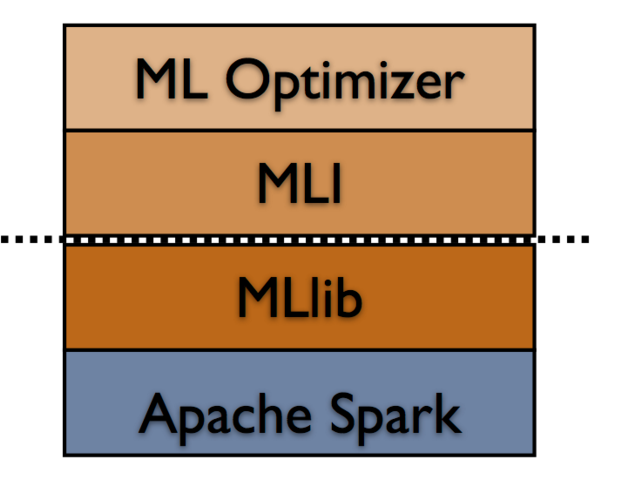 ML Optimizer
MLI
MLlib
Apache Spark